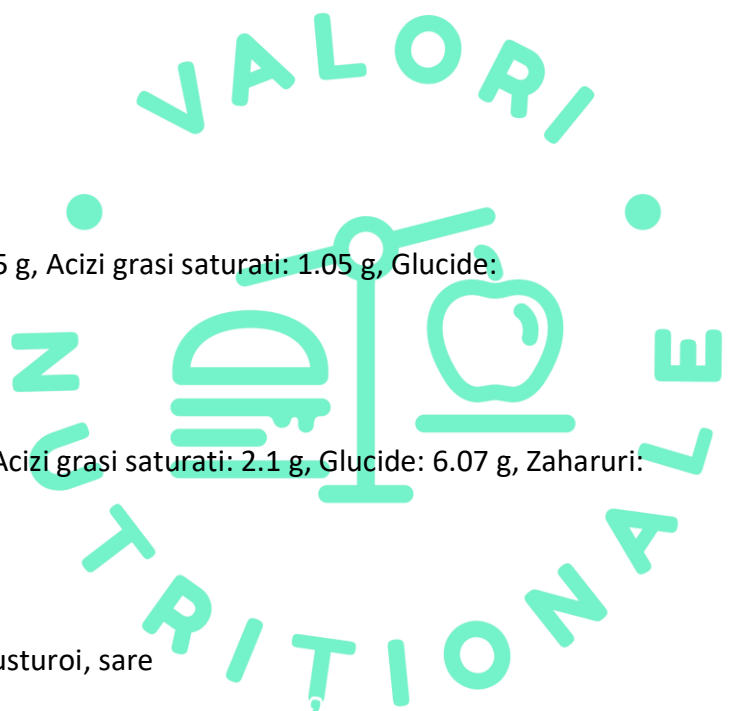 VALORI
5 g, Acizi grasi saturati: 1.05 g, Glucide:
Acizi grasi saturati: 2.1 g, Glucide: 6.07 g, Zaharuri:
usturoi, sare
NUTRITIONALE